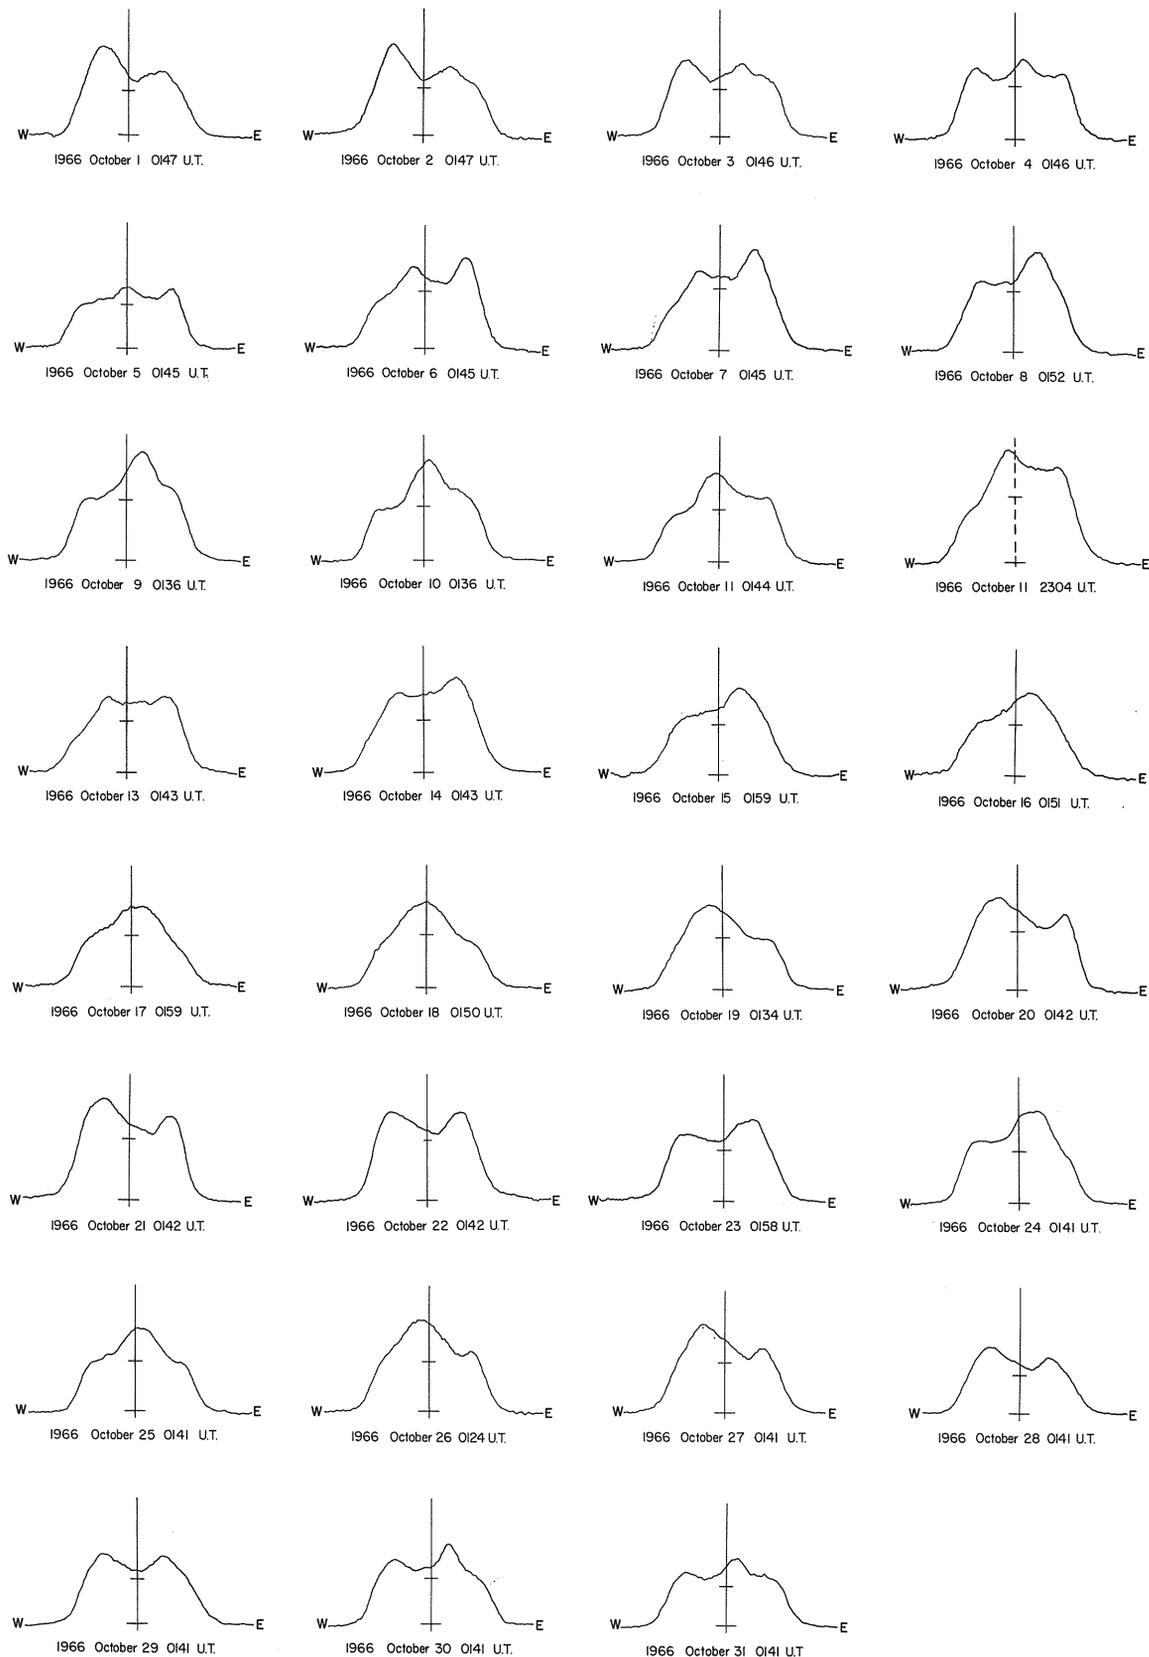 W E W E W E W E
1966 October 1 0147 U.T. 1966 October 2 0147 U.T. 1966 October 3 0146 U.T. 1966 October 4 0146 U.T.
W E W E W E W E
1966 October 5 0145 U.T. 1966 October 6 0145 U.T. 1966 October 7 0145 U.T. 1966 October 8 0152 U.T.
W E W E W E W E
1966 October 9 0136 U.T. 1966 October 10 0136 U.T. 1966 October 11 0144 U.T. 1966 October 11 2304 U.T.
W E W E W E W E
1966 October 13 0143 U.T. 1966 October 14 0143 U.T. 1966 October 15 0159 U.T. 1966 October 16 0151 U.T.
W E W E W E W E
1966 October 17 0159 U.T. 1966 October 18 0150 U.T. 1966 October 19 0134 U.T. 1966 October 20 0142 U.T.
W E W E W E W E
1966 October 21 0142 U.T. 1966 October 22 0142 U.T. 1966 October 23 0158 U.T. 1966 October 24 0141 U.T.
W E W E W E W E
1966 October 25 0141 U.T. 1966 October 26 0124 U.T. 1966 October 27 0141 U.T. 1966 October 28 0141 U.T.
W E W E W E
1966 October 29 0141 U.T. 1966 October 30 0141 U.T. 1966 October 31 0141 U.T